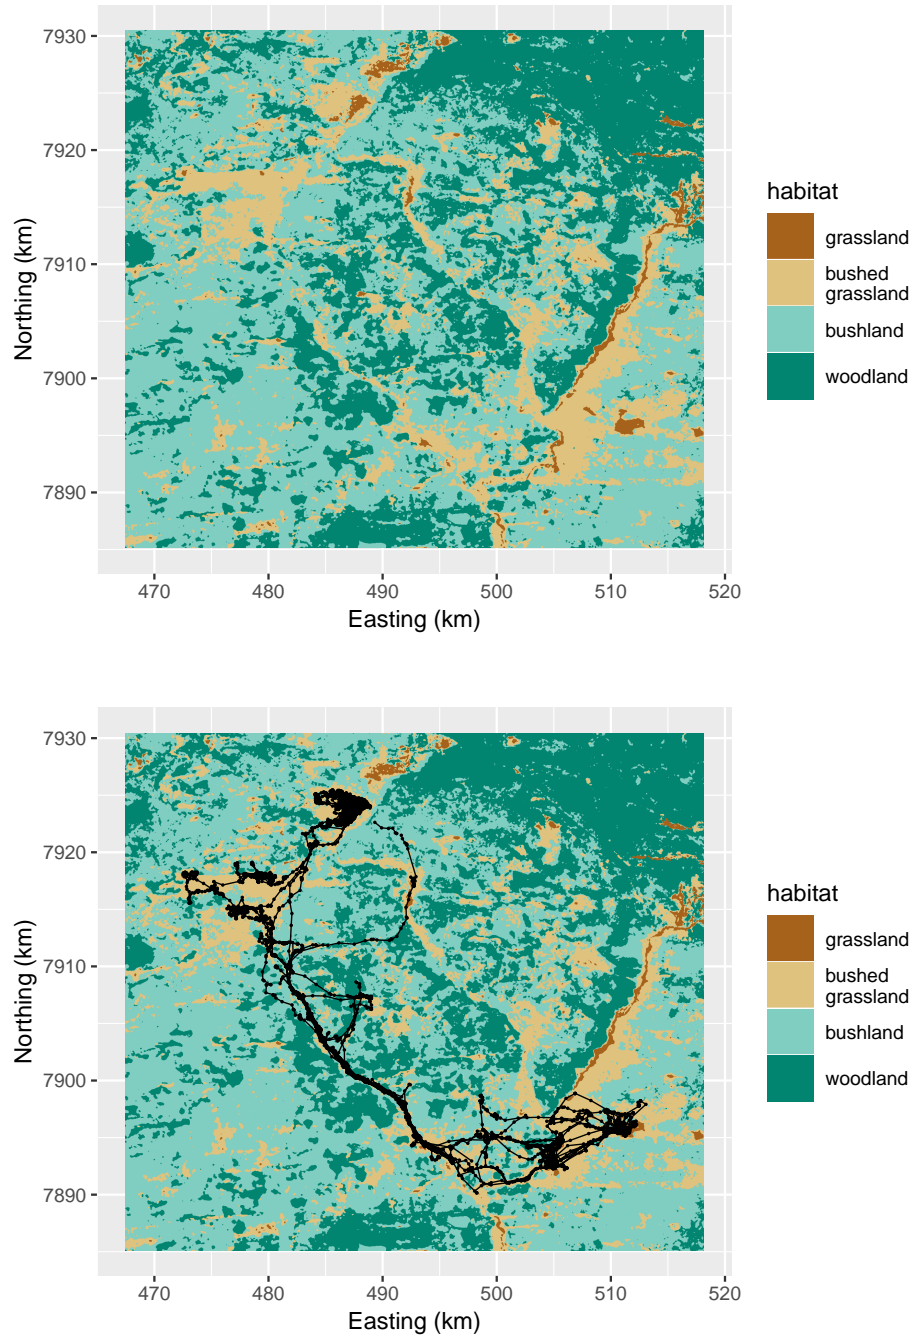 7930
7920
7910
7900
7890
Northing (km)
470 480 490 500 510 520
Easting (km)
habitat
grassland
bushed
grassland
bushland
woodland
7930
7920
7910
7900
7890
Northing (km)
470 480 490 500 510 520
Easting (km)
habitat
grassland
bushed
grassland
bushland
woodland